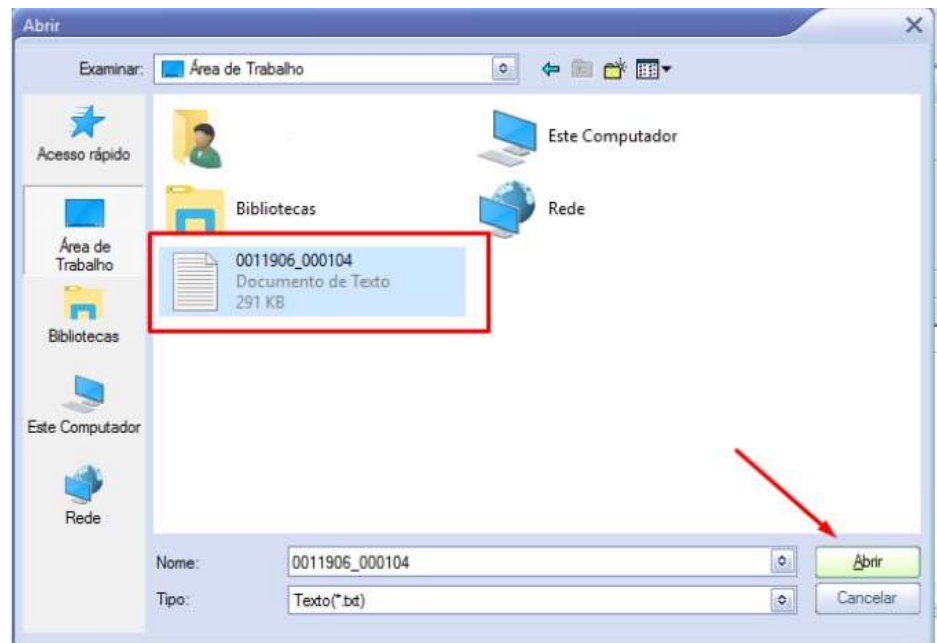 Abrir
Examinar:
Área de Trabalho
Acesso rápido
Área de
Trabalho
Bibliotecas
Este Computador
Rede
Este Computador
Bibliotecas
Rede
0011906_000104
Documento de Texto
291 KB
Nome:
0011906_000104
Abrir
Tipo:
Texto(*.txt)
Cancelar